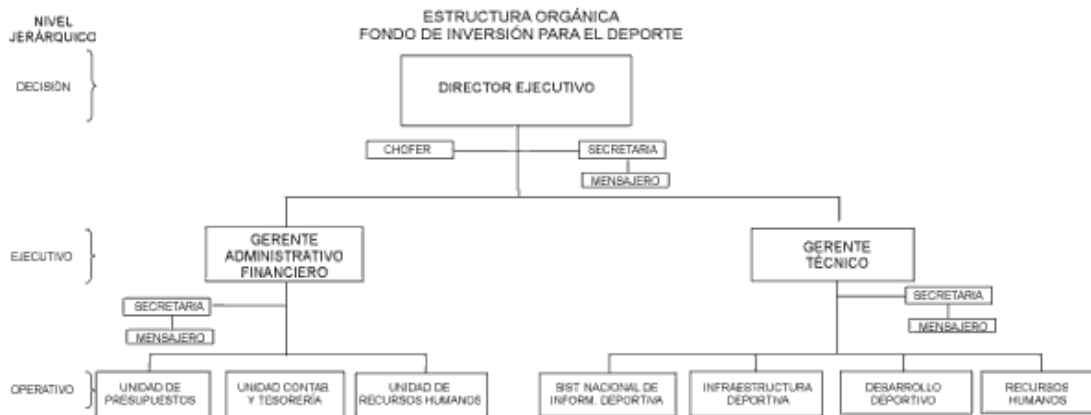 NIVEL
JERÁRQUICO
ESTRUCTURA ORGÁNICA
FONDO DE INVERSIÓN PARA EL DEPORTE
DECISIÓN
DIRECTOR EJECUTIVO
CHOFER
SECRETARIA
MENSAJERO
EJECUTIVO
GERENTE
ADMINISTRATIVO
FINANCIERO
GERENTE
TÉCNICO
SECRETARIA
MENSAJERO
SECRETARIA
MENSAJERO
OPERATIVO
UNIDAD DE
PRESUPUESTOS
UNIDAD CONTAB.
Y TESORERÍA
UNIDAD DE
RECURSOS HUMANOS
SIST NACIONAL DE
INFORM. DEPORTIVA
INFRAESTRUCTURA
DEPORTIVA
DESARROLLO
DEPORTIVO
RECURSOS
HUMANOS